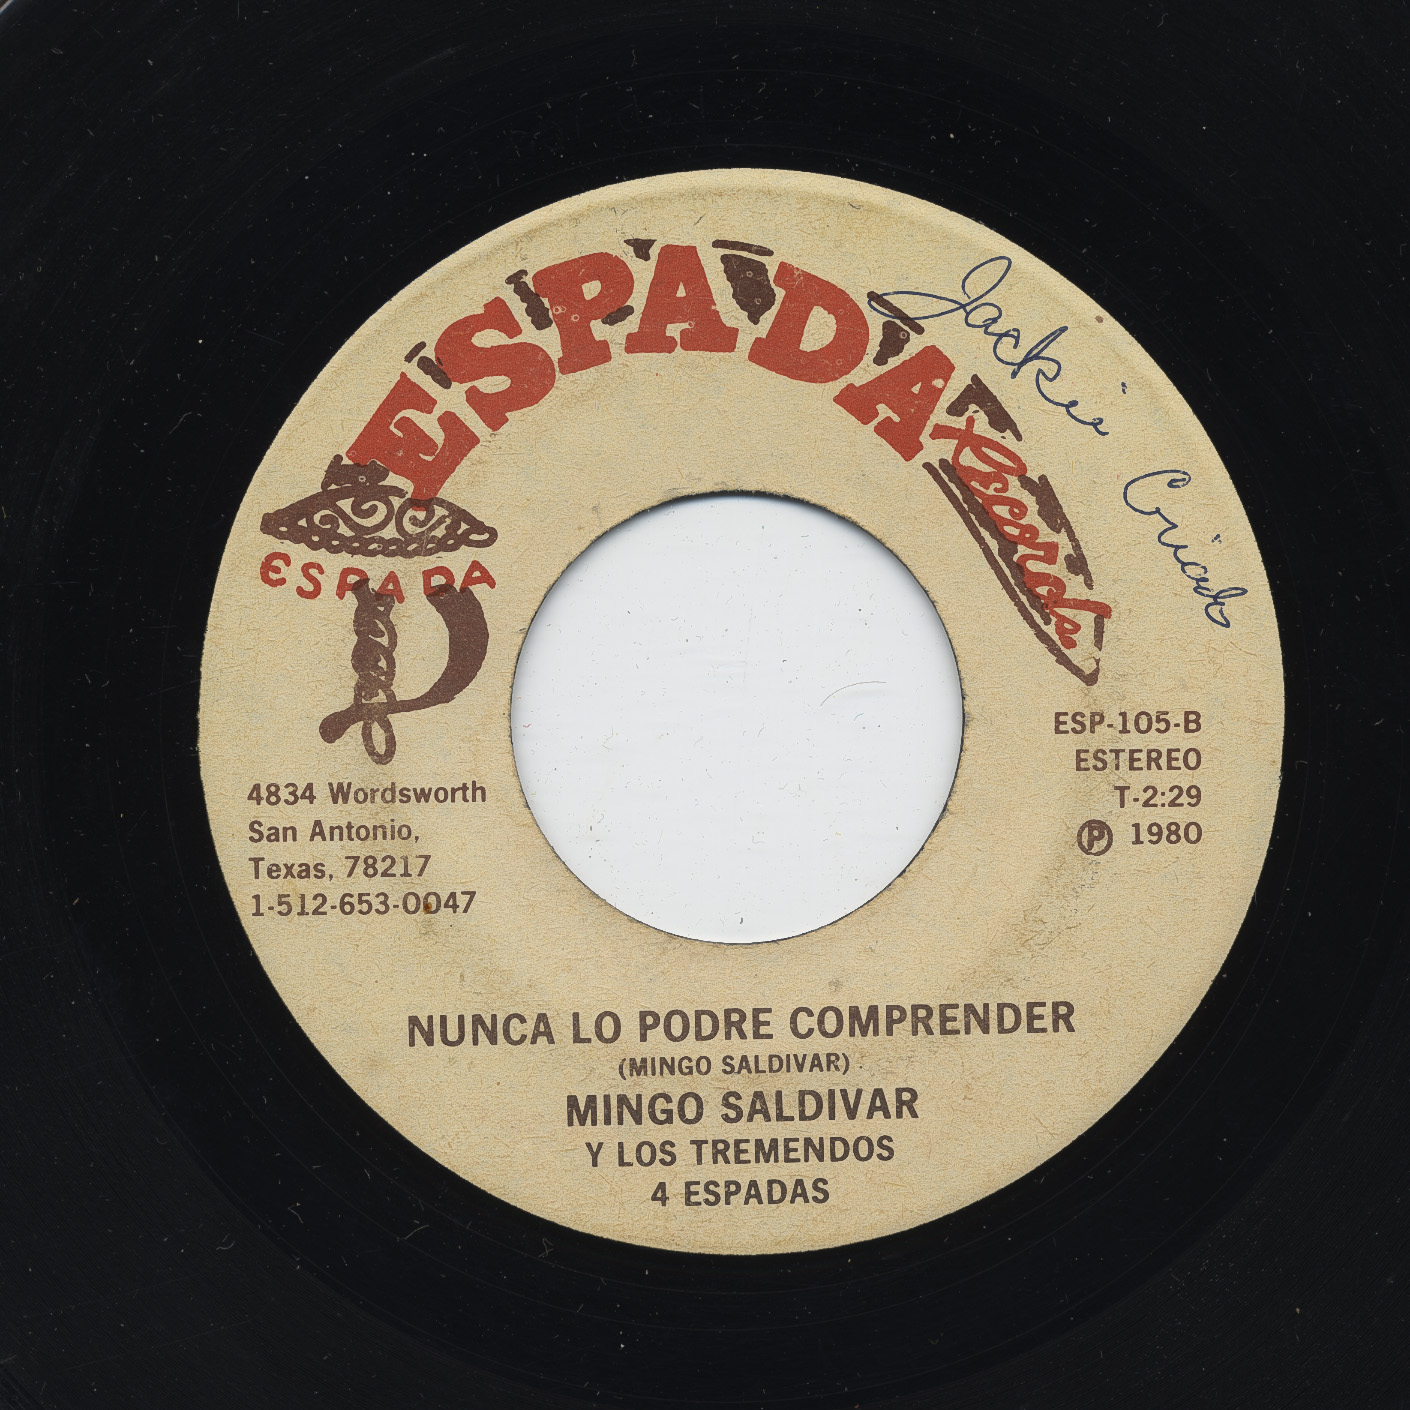 ESPADA
Records
Jackie Criado
ESPADA
ESP-105-B
ESTEREO
T-2:29
Ⓟ 1980
4834 Wordsworth
San Antonio,
Texas, 78217
1-512-653-0047
NUNCA LO PODRE COMPRENDER
(MINGO SALDIVAR)
MINGO SALDIVAR
Y LOS TREMENDOS
4 ESPADAS